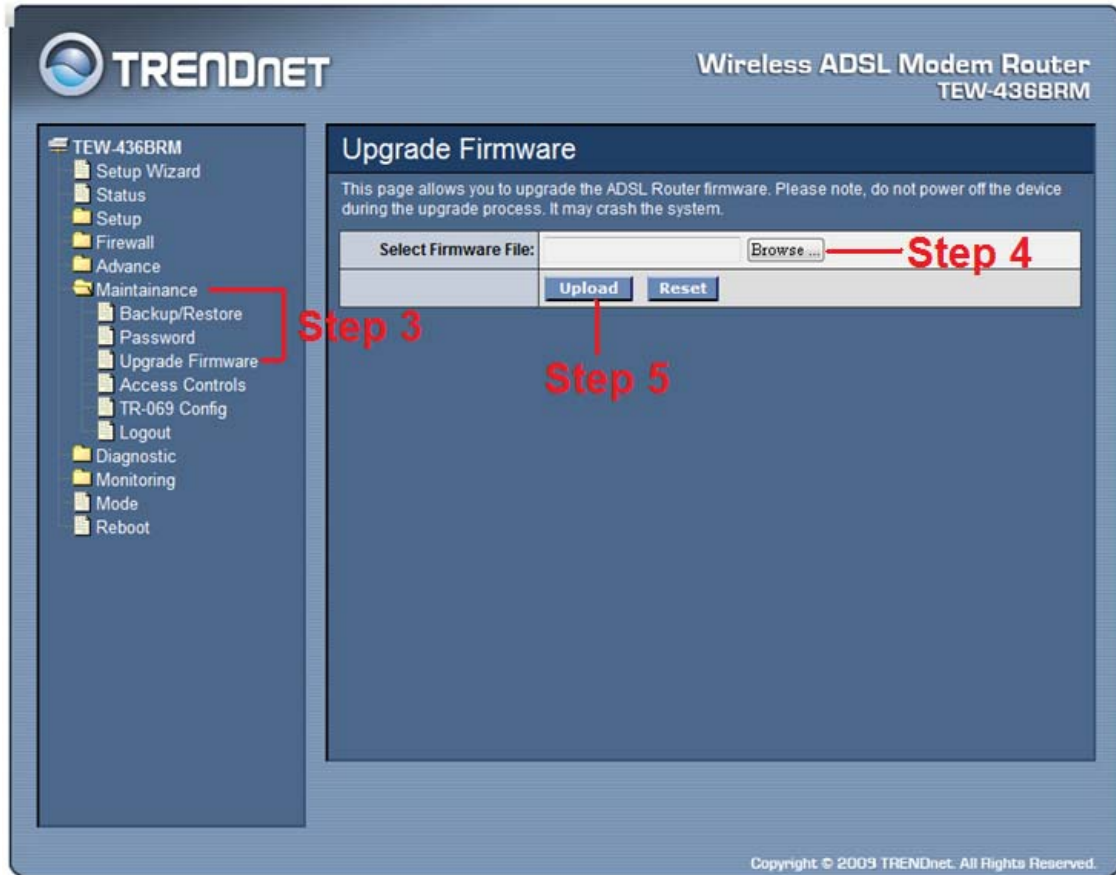 TRENDNET
Wireless ADSL Modem Router
TEW-436BRM
TEW-436BRM
Setup Wizard
Status
Setup
Firewall
Advance
Maintainance
Backup/Restore
Password
Upgrade Firmware
Access Controls
TR-069 Config
Logout
Diagnostic
Monitoring
Mode
Reboot
Step 3
Upgrade Firmware
This page allows you to upgrade the ADSL Router firmware. Please note, do not power off the device
during the upgrade process. It may crash the system.
Select Firmware File:
Browse ...
Step 4
Upload
Reset
Step 5
Copyright © 2009 TRENDnet. All Rights Reserved.